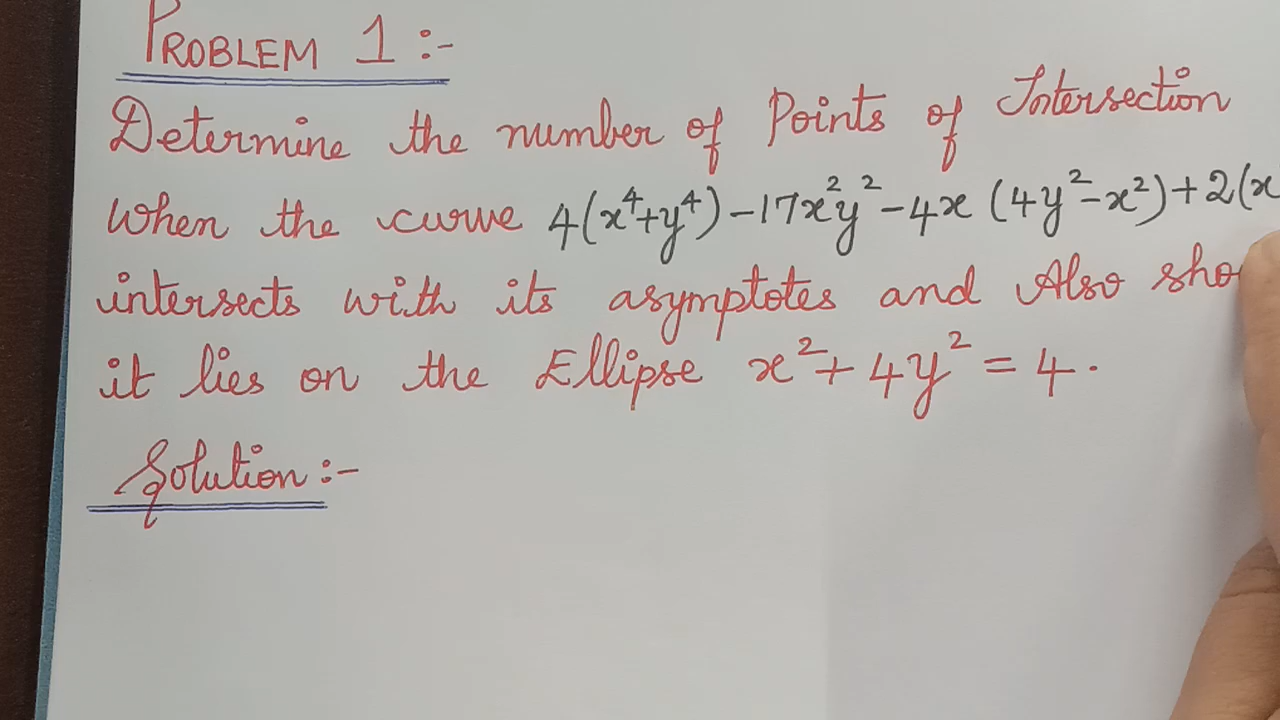 PROBLEM 1 :-
Determine the number of Points of Intersection
When the curve 4(x⁴+y⁴) -17x²y² -4x (4y²-x²)+2(x
intersects with its asymptotes and Also sho
it lies on the Ellipse x²+4y² = 4.
Solution :-